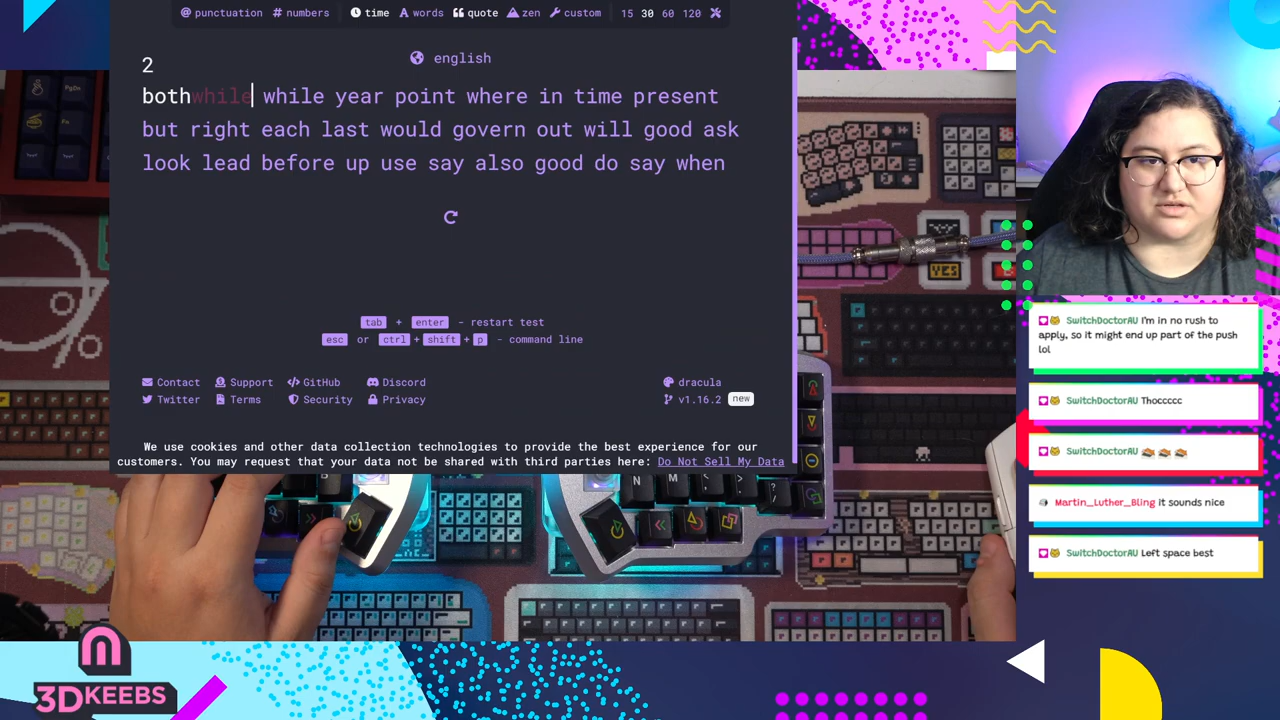 @ punctuation # numbers time A words quote zen custom 15 30 60 120
english
2
bothwhile while year point where in time present
but right each last would govern out will good ask
look lead before up use say also good do say when
tab + enter - restart test
esc or ctrl + shift + p - command line
Contact Support GitHub Discord
Twitter Terms Security Privacy
dracula
v1.16.2 new
We use cookies and other data collection technologies to provide the best experience for our
customers. You may request that your data not be shared with third parties here: Do Not Sell My Data
SwitchDoctorAU I'm in no rush to
apply, so it might end up part of the push
lol
SwitchDoctorAU Thoccccc
SwitchDoctorAU
Martin_Luther_Bling it sounds nice
SwitchDoctorAU Left space best
YES
PgDn
Fn
N M
3DKEEBS